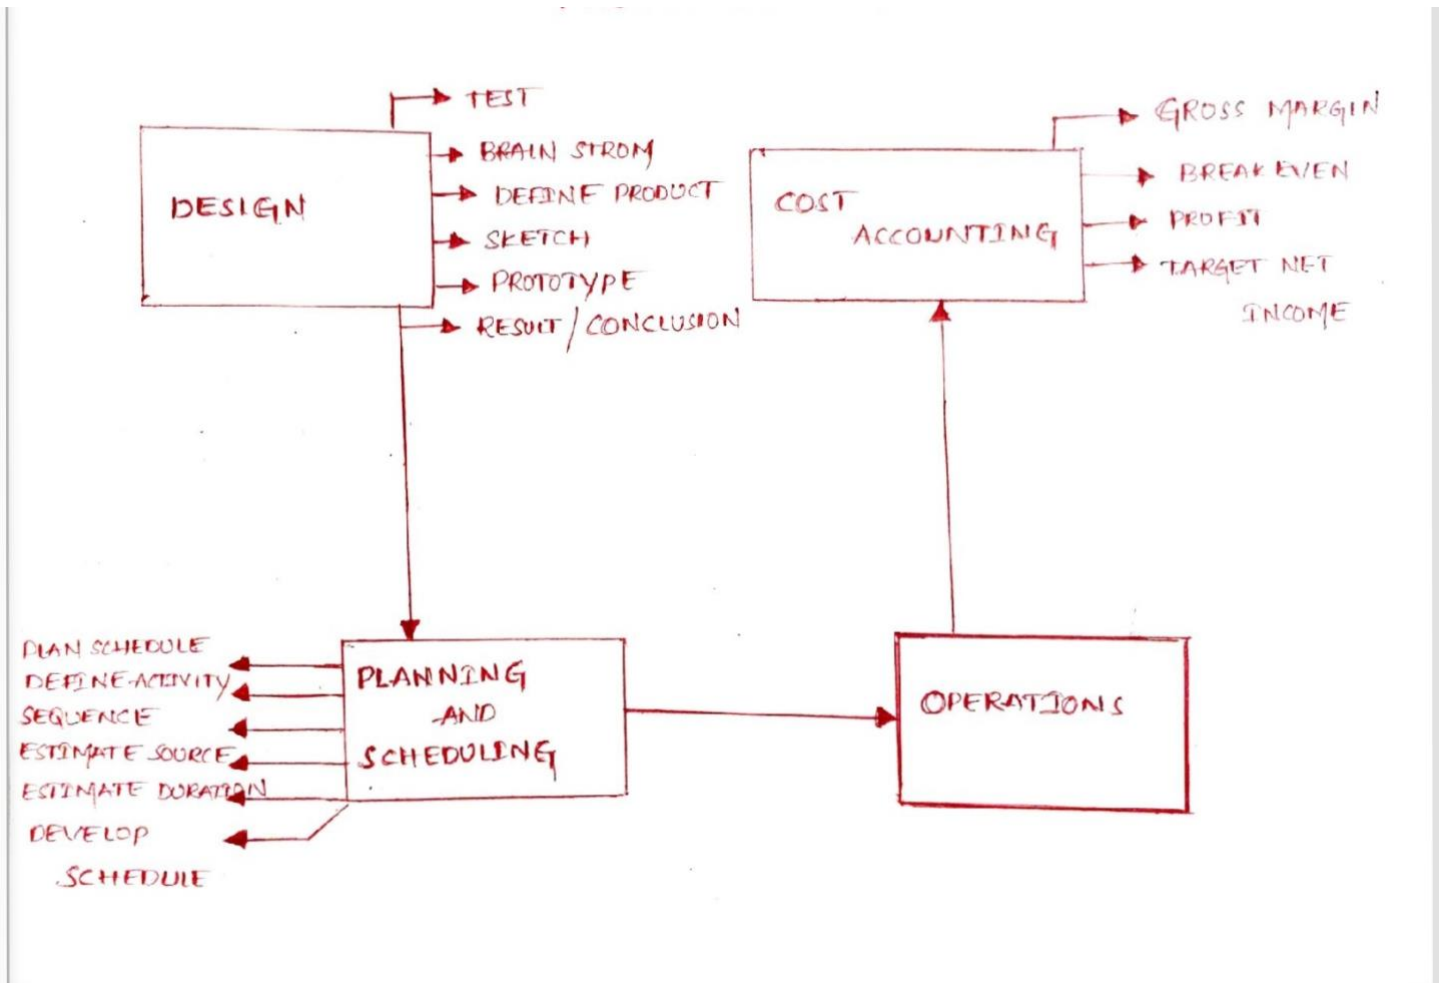 TEST
DESIGN
BRAIN STROM
DEFINE PRODUCT
SKETCH
PROTOTYPE
RESULT/CONCLUSION
GROSS MARGIN
COST
ACCOUNTING
BREAK EVEN
PROFIT
TARGET NET
INCOME
PLAN SCHEDULE
DEFINE ACTIVITY
SEQUENCE
ESTIMATE SOURCE
ESTIMATE DURATION
DEVELOP
SCHEDULE
PLANNING
AND
SCHEDULING
OPERATIONS